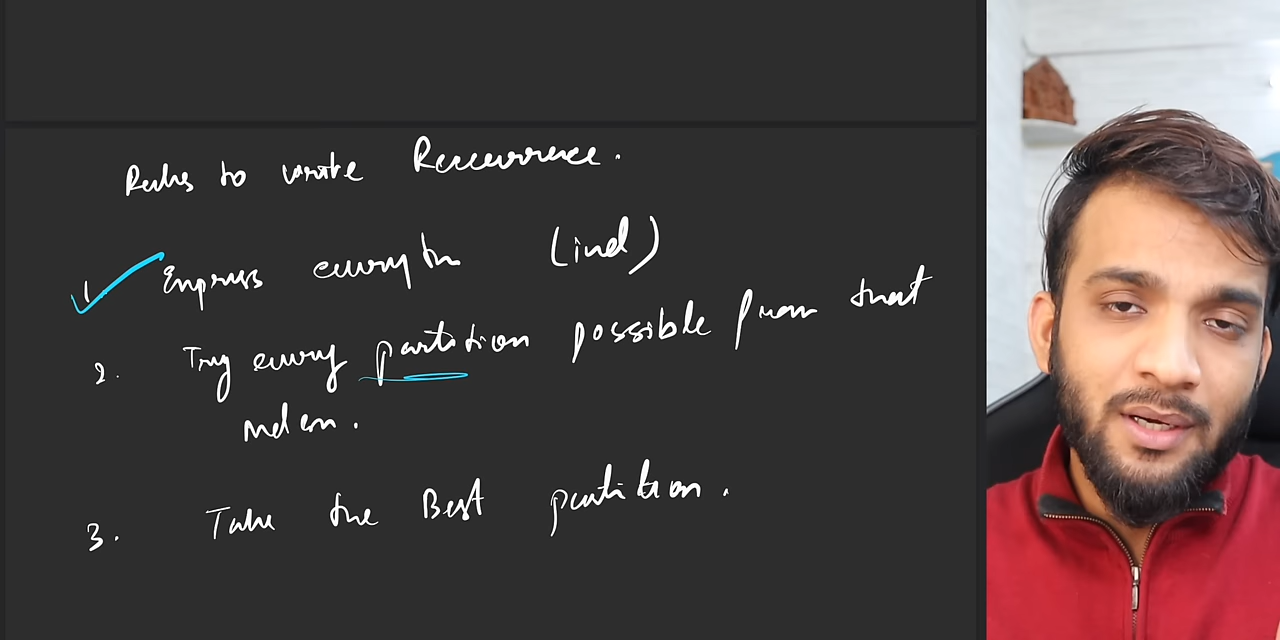 Rules to write Recurrence.
1. Express everyth (ind)
2. Try every partition possible from that
index.
3. Take the Best partition.